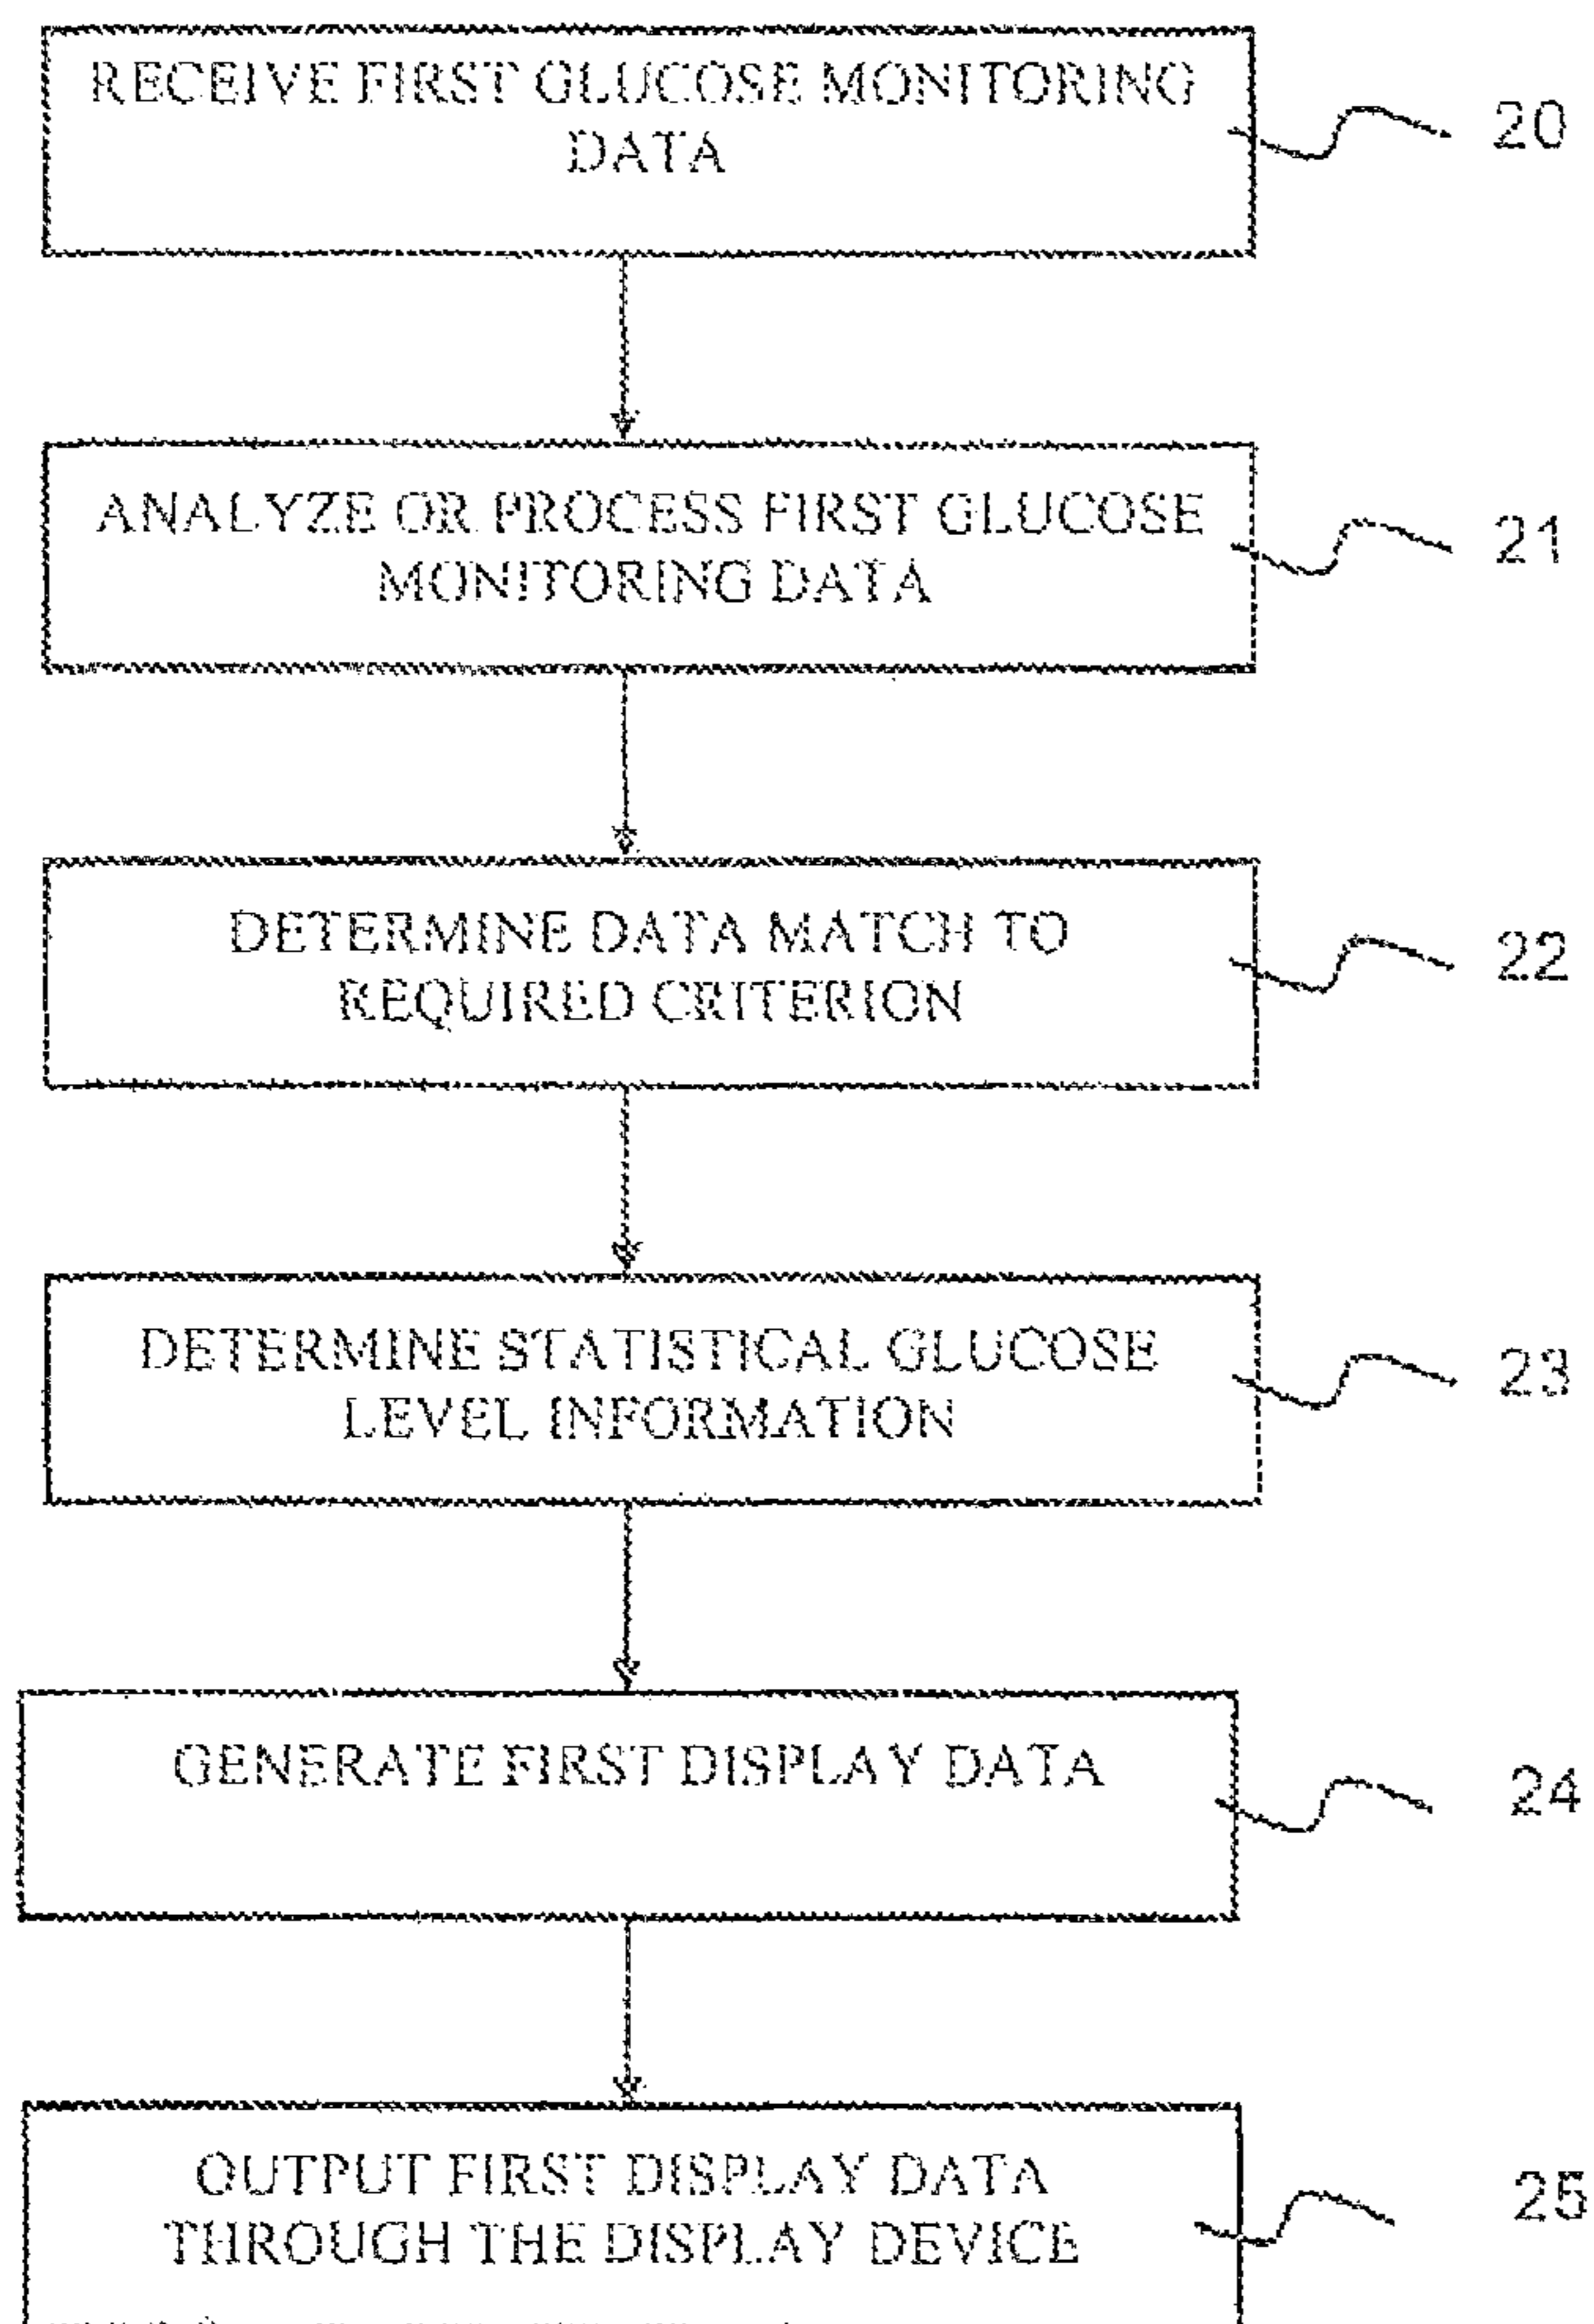 RECEIVE FIRST GLUCOSE MONITORING
DATA
20
ANALYZE OR PROCESS FIRST GLUCOSE
MONITORING DATA
21
DETERMINE DATA MATCH TO
REQUIRED CRITERION
22
DETERMINE STATISTICAL GLUCOSE
LEVEL INFORMATION
23
GENERATE FIRST DISPLAY DATA
24
OUTPUT FIRST DISPLAY DATA
THROUGH THE DISPLAY DEVICE
25